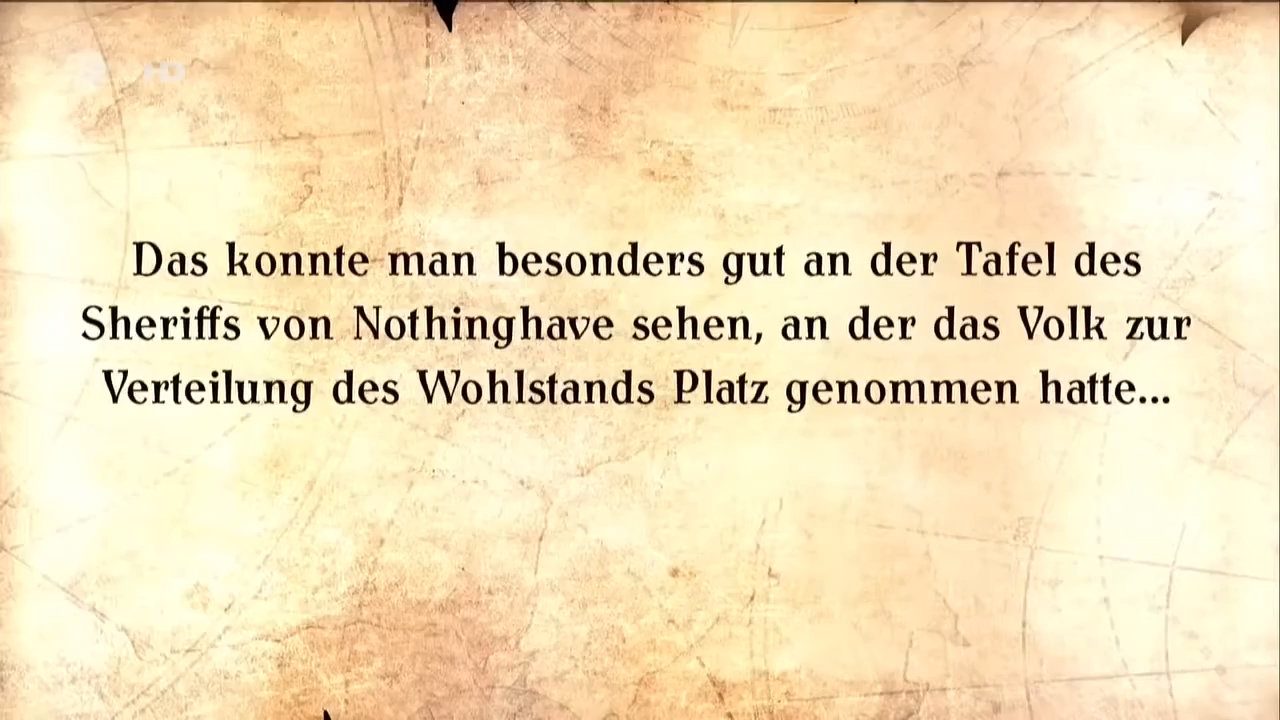 HD
Das konnte man besonders gut an der Tafel des
Sheriffs von Nothinghave sehen, an der das Volk zur
Verteilung des Wohlstands Platz genommen hatte...